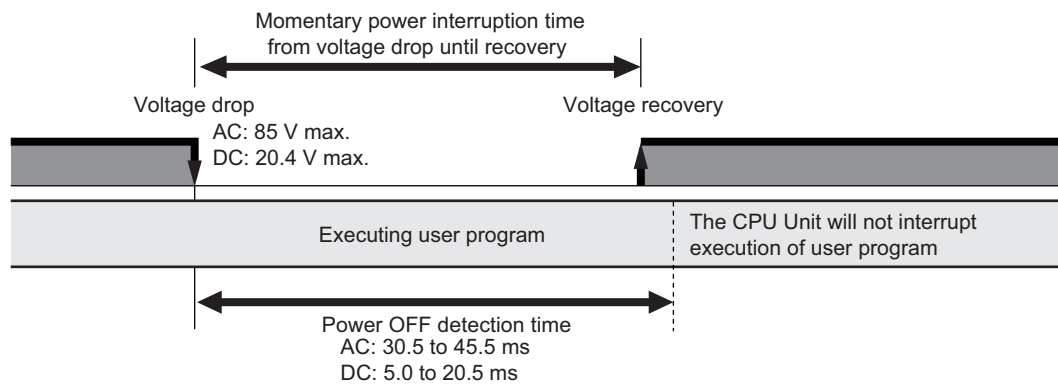 Momentary power interruption time
from voltage drop until recovery
Voltage drop
AC: 85 V max.
DC: 20.4 V max.
Voltage recovery
Executing user program
The CPU Unit will not interrupt
execution of user program
Power OFF detection time
AC: 30.5 to 45.5 ms
DC: 5.0 to 20.5 ms